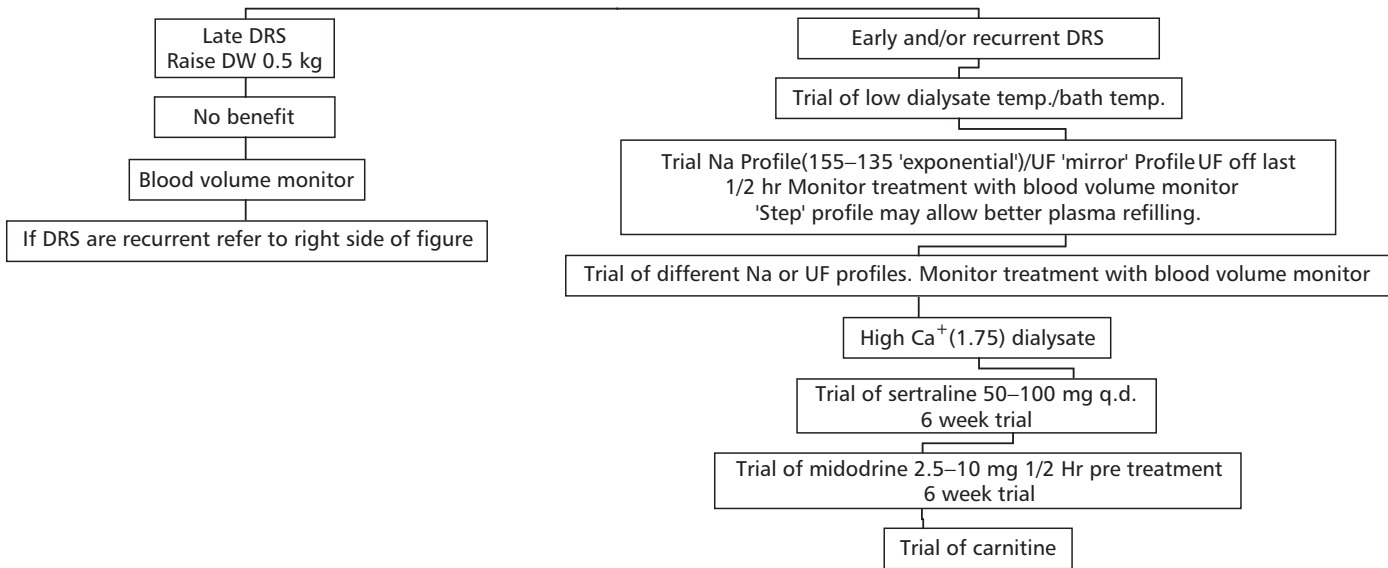 Late DRS
Raise DW 0.5 kg
No benefit
Blood volume monitor
If DRS are recurrent refer to right side of figure
Early and/or recurrent DRS
Trial of low dialysate temp./bath temp.
Trial Na Profile(155–135 'exponential')/UF 'mirror' Profile UF off last
1/2 hr Monitor treatment with blood volume monitor
'Step' profile may allow better plasma refilling.
Trial of different Na or UF profiles. Monitor treatment with blood volume monitor
High Ca⁺(1.75) dialysate
Trial of sertraline 50–100 mg q.d.
6 week trial
Trial of midodrine 2.5–10 mg 1/2 Hr pre treatment
6 week trial
Trial of carnitine